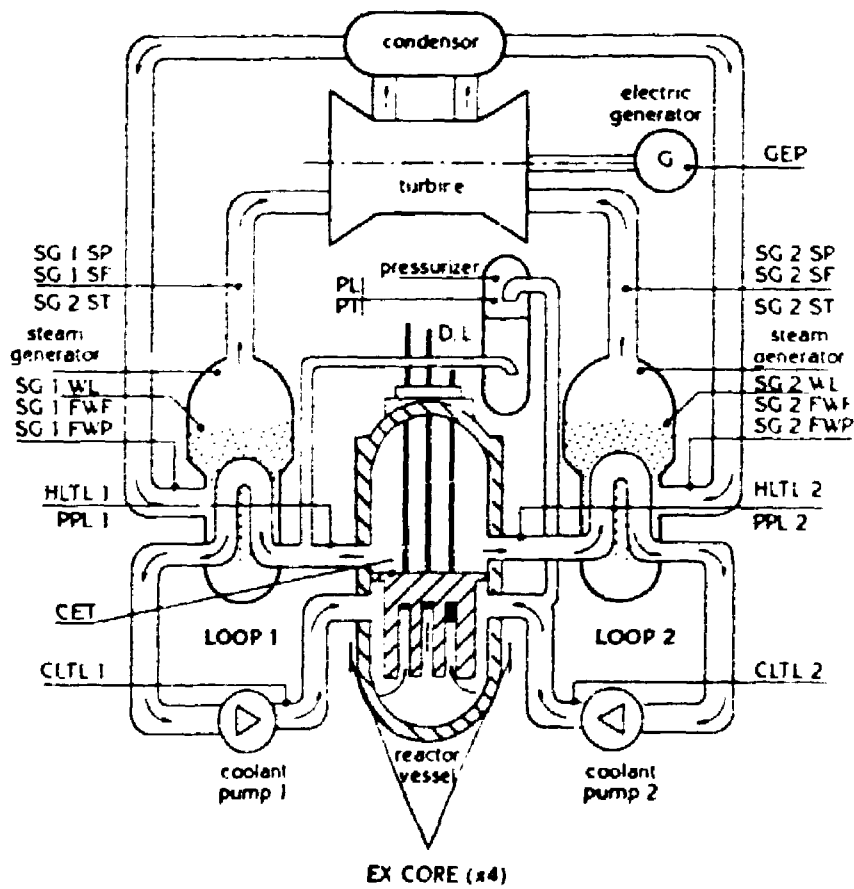 condensor
electric
generator
G
GEP
turbine
SG 1 SP
SG 1 SF
SG 2 ST
pressurizer
PL
PT
D.L
SG 2 SP
SG 2 SF
SG 2 ST
steam
generator
SG 1 WL
SG 1 FWF
SG 1 FWP
steam
generator
SG 2 WL
SG 2 FWF
SG 2 FWP
HLTL 1
PPL 1
HLTL 2
PPL 2
CET
LOOP 1
LOOP 2
CLTL 1
CLTL 2
reactor
vessel
coolant
pump 1
coolant
pump 2
EX CORE (x4)